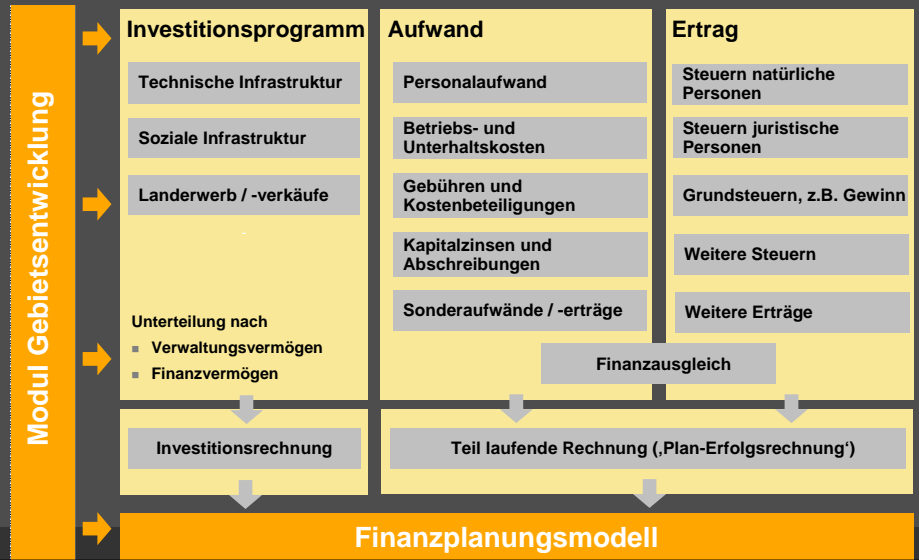 Modul Gebietsentwicklung
Investitionsprogramm
Technische Infrastruktur
Soziale Infrastruktur
Landerwerb / -verkäufe
Unterteilung nach
Verwaltungsvermögen
Finanzvermögen
Investitionsrechnung
Aufwand
Personalaufwand
Betriebs- und
Unterhaltskosten
Gebühren und
Kostenbeteiligungen
Kapitalzinsen und
Abschreibungen
Sonderaufwände / -erträge
Ertrag
Steuern natürliche
Personen
Steuern juristische
Personen
Grundsteuern, z.B. Gewinn
Weitere Steuern
Weitere Erträge
Finanzausgleich
Teil laufende Rechnung (‚Plan-Erfolgsrechnung‘)
Finanzplanungsmodell